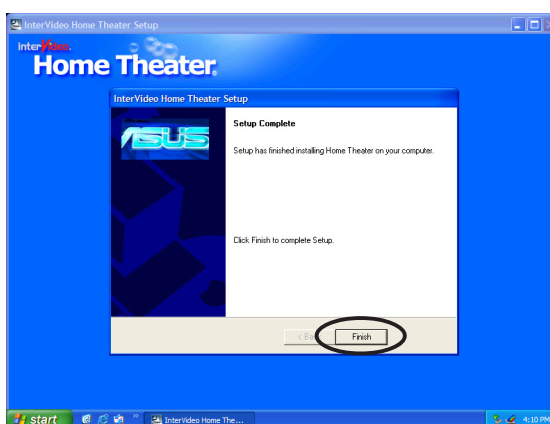 InterVideo Home Theater Setup
InterVideo.
Home Theater.
InterVideo Home Theater Setup
ASUS
Setup Complete
Setup has finished installing Home Theater on your computer.
Click Finish to complete Setup.
< Ba
Finish
start
InterVideo Home The...
4:10 PM